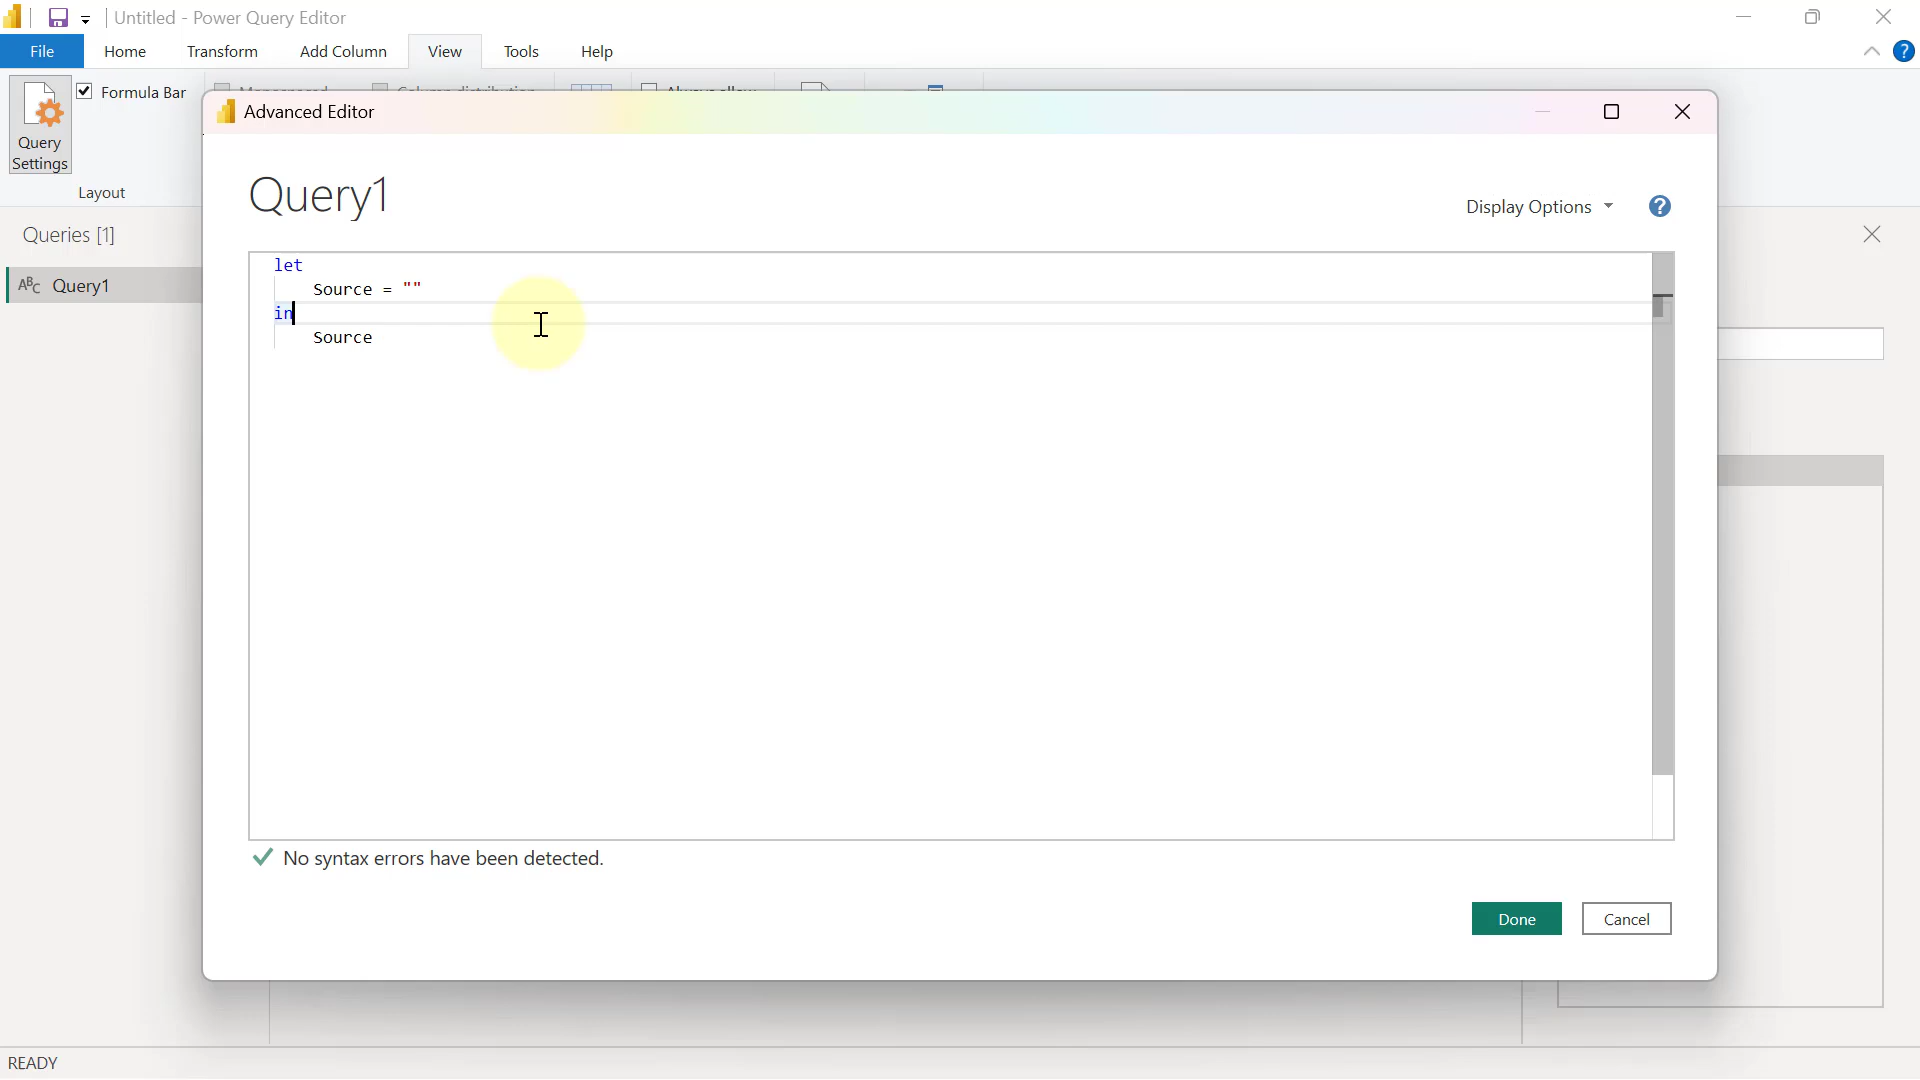 Untitled - Power Query Editor
File Home Transform Add Column View Tools Help
Formula Bar
Query
Settings
Layout
Advanced Editor
Queries [1]
ABC Query1
Query1
Display Options
let
Source = ""
in
Source
No syntax errors have been detected.
Done Cancel
READY